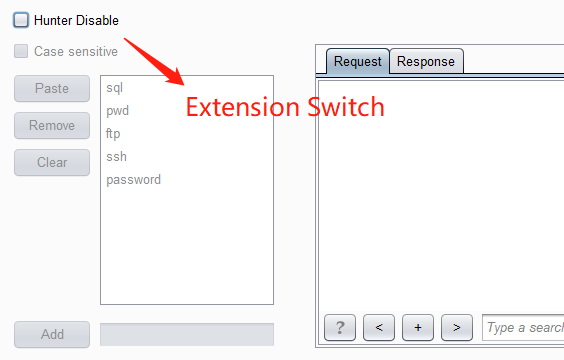 Hunter Disable
Case sensitive
Paste
Remove
Clear
sql
pwd
ftp
ssh
password
Add
Extension Switch
Request
Response
?
<
+
>
Type a search